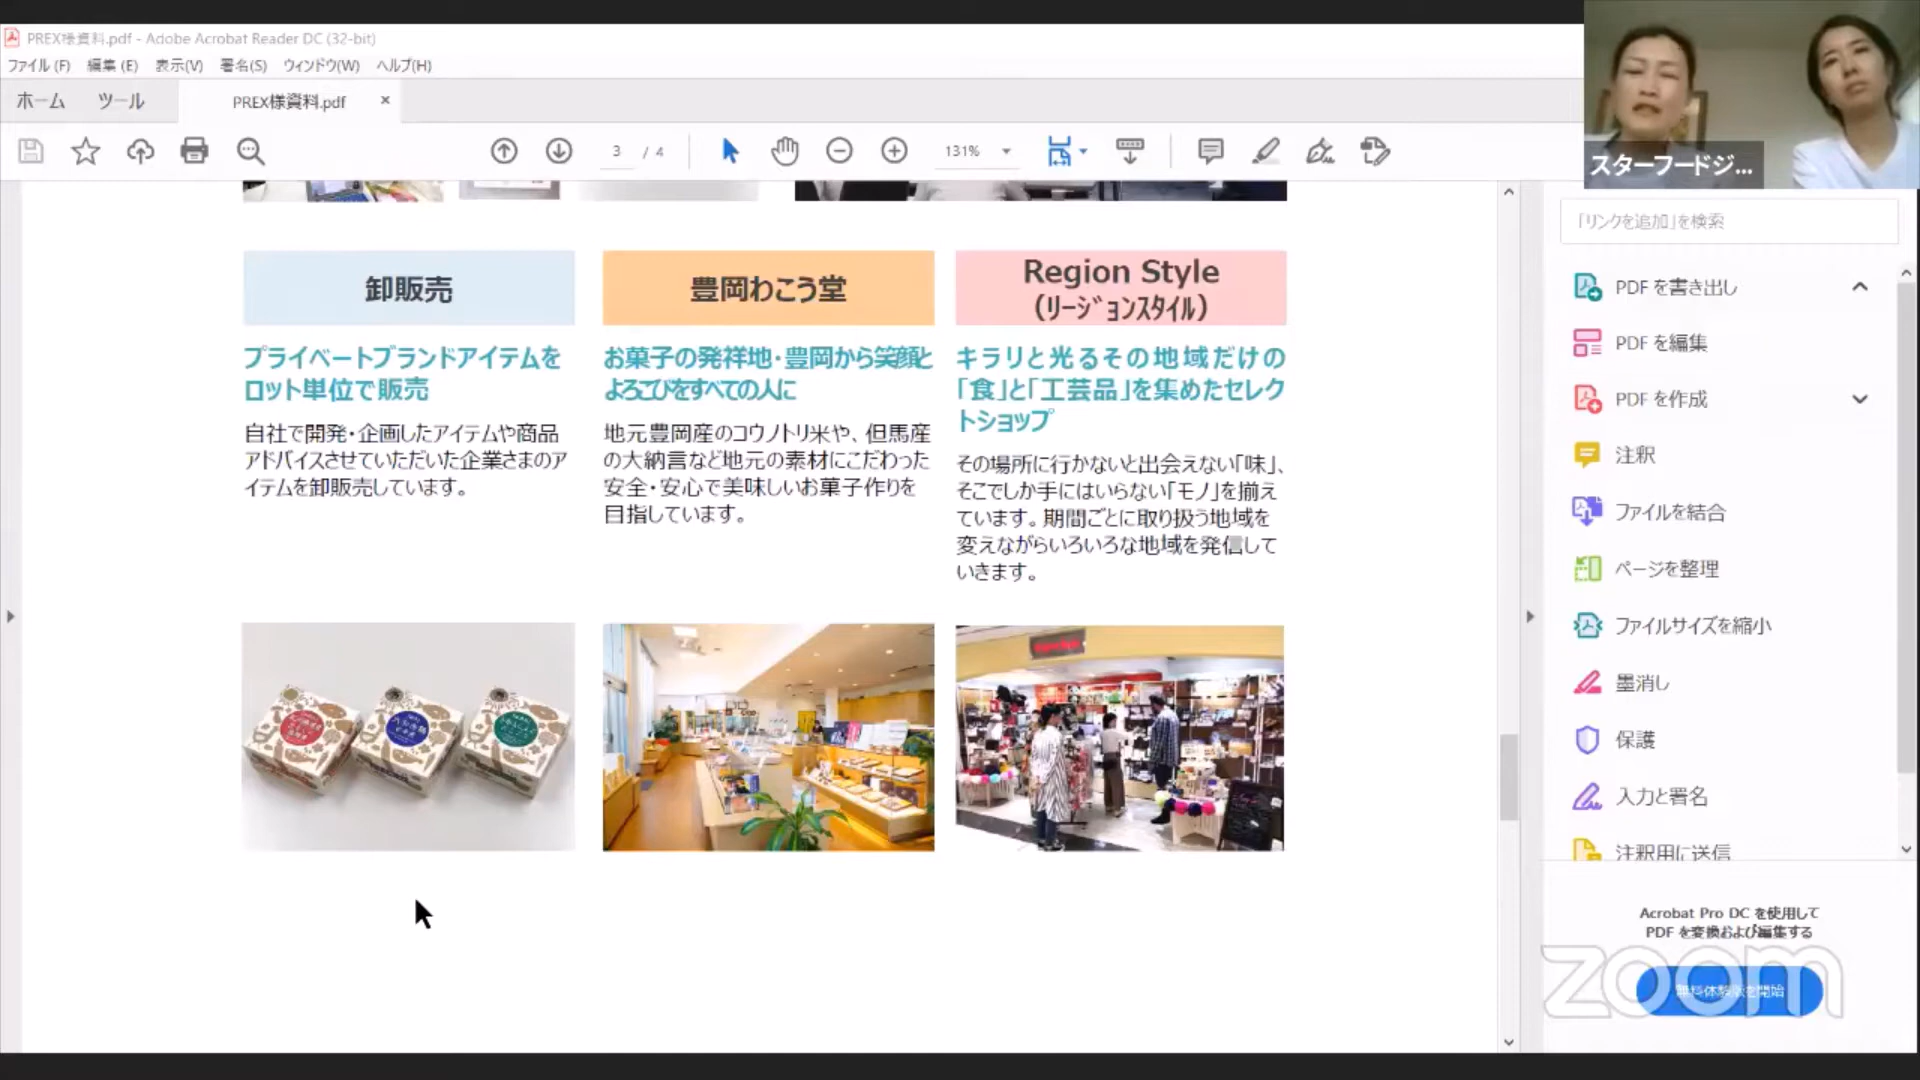 PREX様資料.pdf - Adobe Acrobat Reader DC (32-bit)
ファイル (F) 編集 (E) 表示(V) 署名(S) ウィンドウ(W) ヘルプ(H)
ホーム ツール PREX様資料.pdf ×
3 / 4 131%
スターフードジ...
「リンクを追加」を検索
卸販売
プライベートブランドアイテムを
ロット単位で販売
自社で開発・企画したアイテムや商品
アドバイスさせていただいた企業さまのア
イテムを卸販売しています。
豊岡わこう堂
お菓子の発祥地・豊岡から笑顔と
よろこびをすべての人に
地元豊岡産のコウノトリ米や、但馬産
の大納言など地元の素材にこだわった
安全・安心で美味しいお菓子作りを
目指しています。
Region Style
(リージョンスタイル)
キラリと光るその地域だけの
「食」と「工芸品」を集めたセレク
トショップ
その場所に行かないと出会えない「味」、
そこでしか手にはいらない「モノ」を揃え
ています。期間ごとに取り扱う地域を
変えながらいろいろな地域を発信して
いきます。
PDF を書き出し
PDF を編集
PDF を作成
注釈
ファイルを結合
ページを整理
ファイルサイズを縮小
墨消し
保護
入力と署名
注釈用に送信
Acrobat Pro DC を使用して
PDF を変換および編集する
無料体験版を開始
zoom